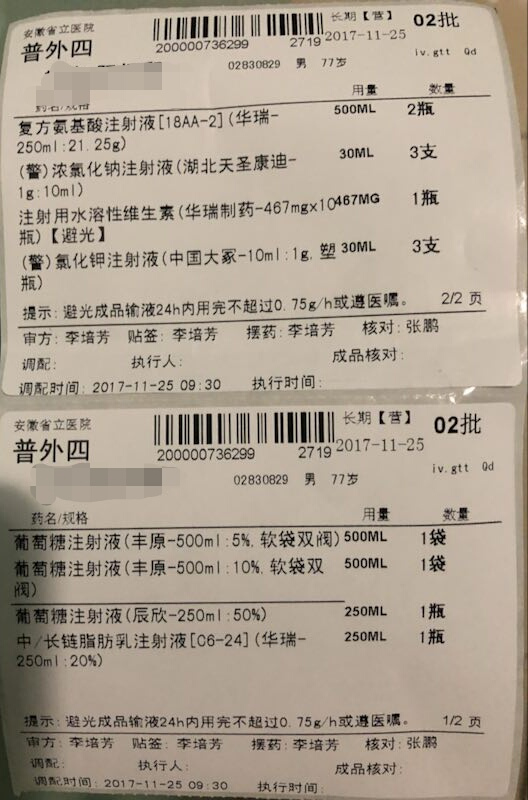 安徽省立医院
长期【营】
02批
普外四
200000736299
2719
2017-11-25
iv.gtt Qd
02830829 男 77岁
药名/规格
用量
数量
复方氨基酸注射液[18AA-2](华瑞-
250ml:21.25g)
500ML
2瓶
(警)浓氯化钠注射液(湖北天圣康迪-
1g:10ml)
30ML
3支
注射用水溶性维生素(华瑞制药-467mgx10
瓶)【避光】
467MG
1瓶
(警)氯化钾注射液(中国大冢-10ml:1g,塑
瓶)
30ML
3支
提示: 避光成品输液24h内用完不超过0.75g/h或遵医嘱。 2/2 页
审方: 李培芳 贴签: 李培芳 摆药: 李培芳 核对: 张鹏
调配: 执行人: 成品核对:
调配时间: 2017-11-25 09:30 执行时间:
安徽省立医院
长期【营】
02批
普外四
200000736299
2719
2017-11-25
iv.gtt Qd
02830829 男 77岁
药名/规格
用量
数量
葡萄糖注射液(丰原-500ml:5%,软袋双阀) 500ML 1袋
葡萄糖注射液(丰原-500ml:10%,软袋双
阀)
500ML
1袋
葡萄糖注射液(辰欣-250ml:50%) 250ML 1瓶
中/长链脂肪乳注射液[C6-24](华瑞-
250ml:20%)
250ML
1瓶
提示: 避光成品输液24h内用完不超过0.75g/h或遵医嘱。 1/2 页
审方: 李培芳 贴签: 李培芳 摆药: 李培芳 核对: 张鹏
调配: 执行人: 成品核对:
调配时间: 2017-11-25 09:30 执行时间: